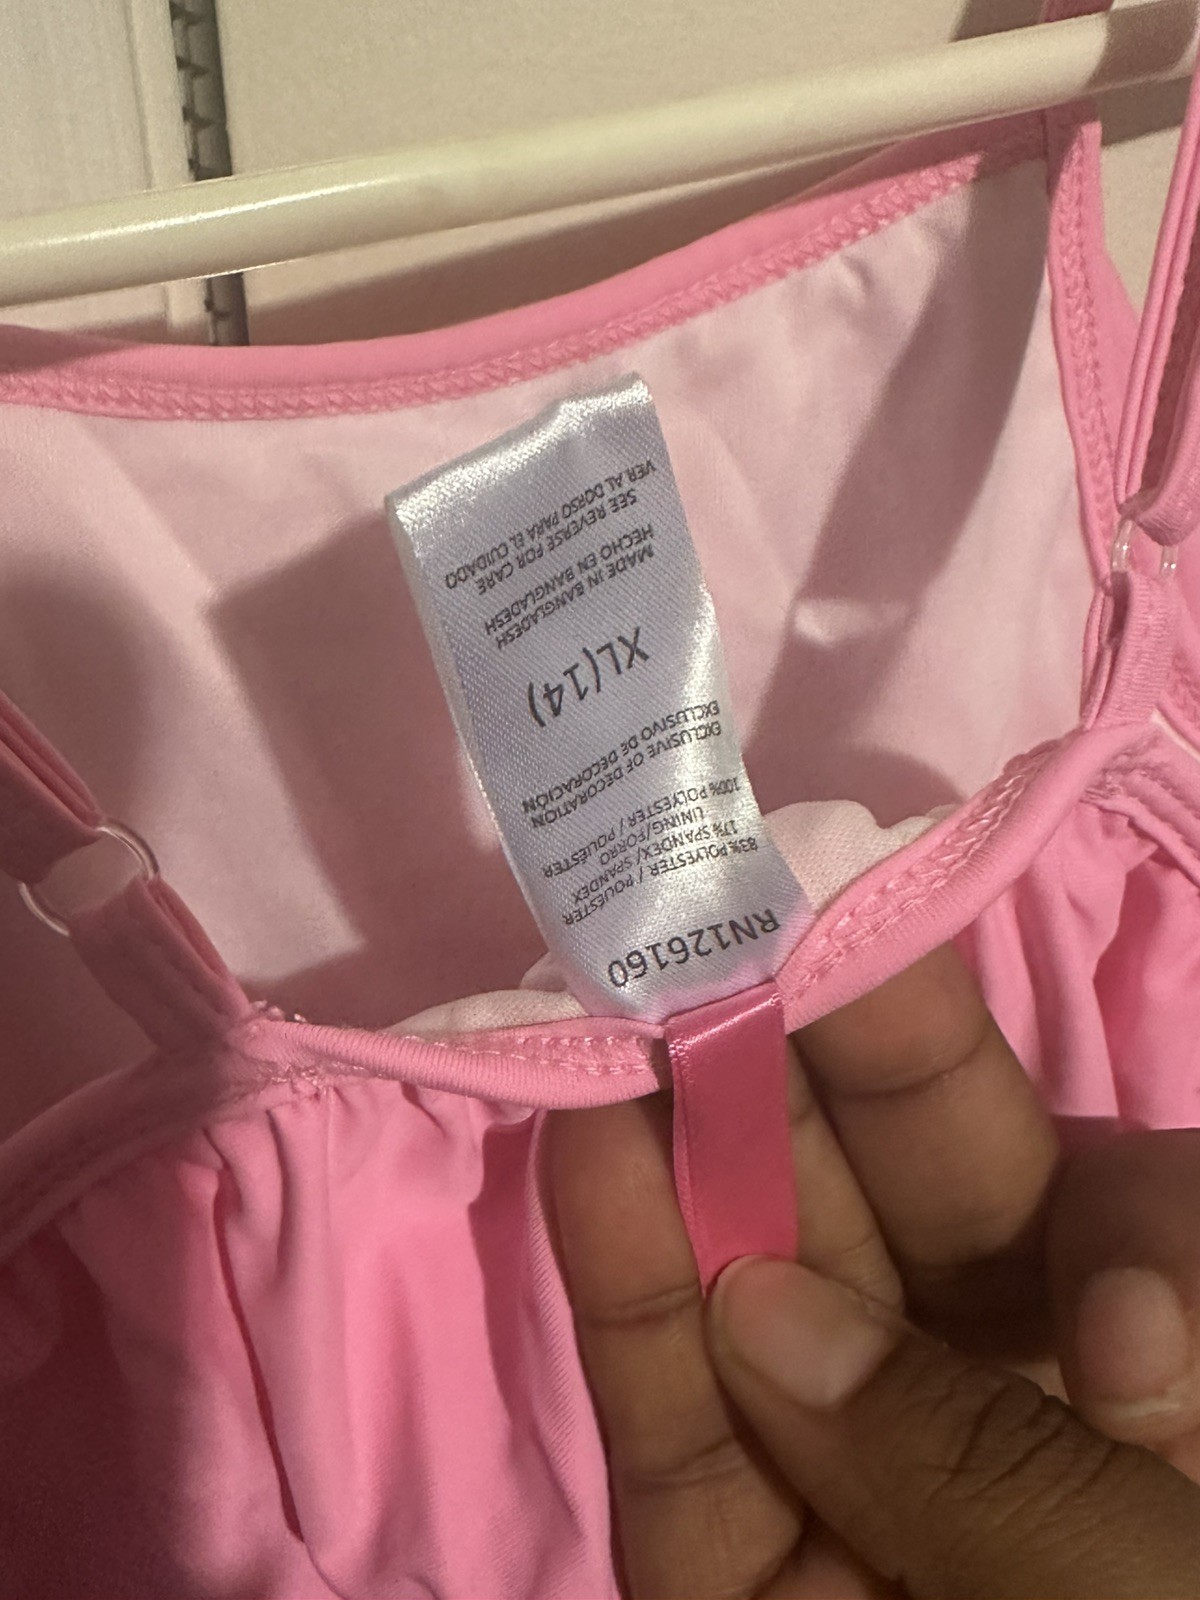 RN126160
83% POLYESTER / POLIÉSTER
17% SPANDEX/ SPANDEX
LINING/FORRO
100% POLYESTER / POLIÉSTER
EXCLUSIVE OF DECORATION
EXCLUSIVO DE DECORACIÓN
XL(14)
MADE IN BANGLADESH
HECHO EN BANGLADESH
SEE REVERSE FOR CARE
VER AL DORSO PARA EL CUIDADO